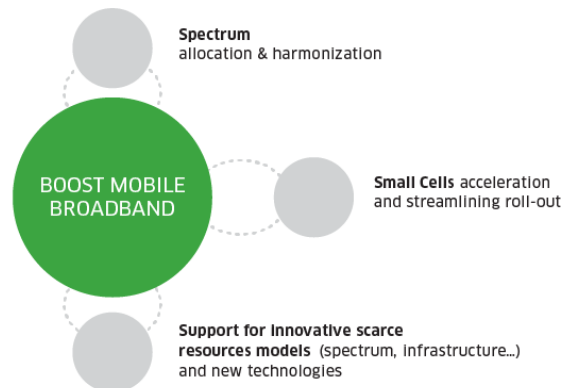 Spectrum
allocation & harmonization
BOOST MOBILE
BROADBAND
Small Cells acceleration
and streamlining roll-out
Support for innovative scarce
resources models (spectrum, infrastructure…)
and new technologies